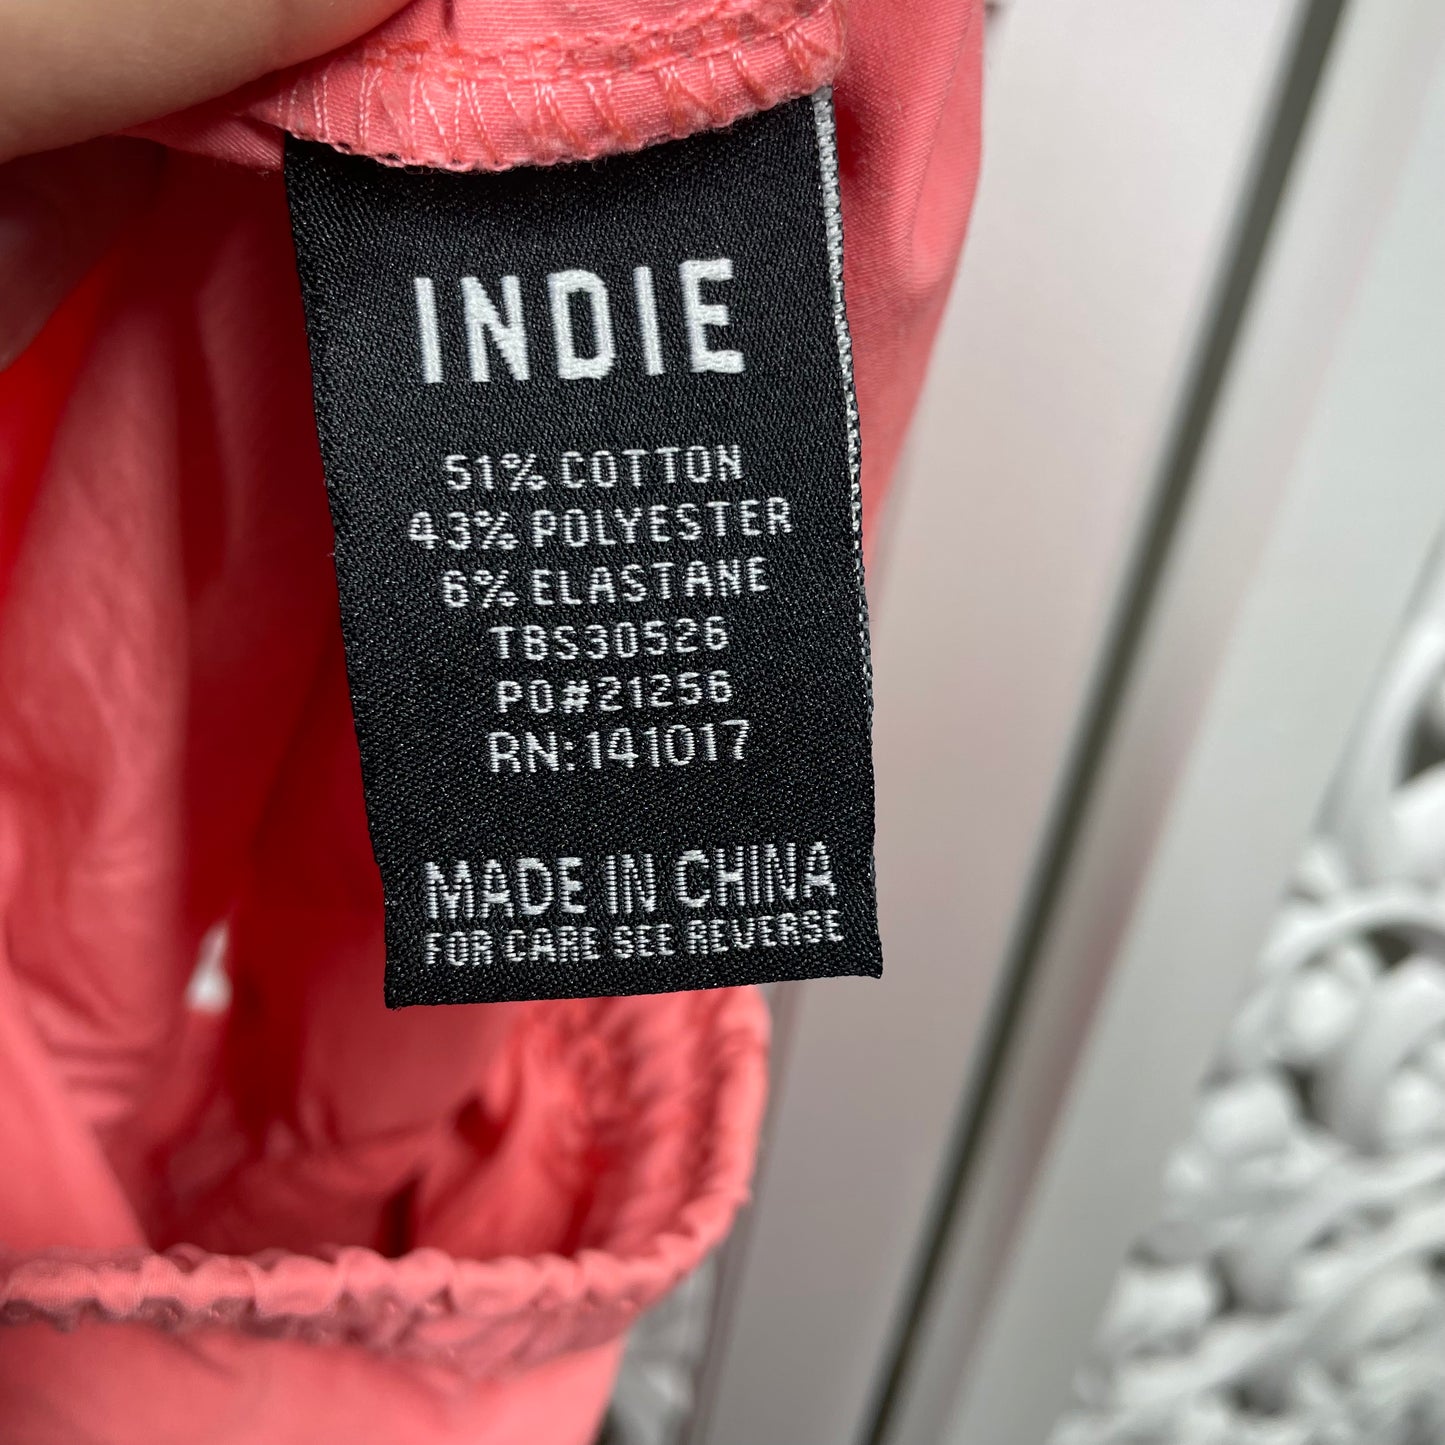 INDIE
51% COTTON
43% POLYESTER
6% ELASTANE
TBS30526
PO#21256
RN:141017
MADE IN CHINA
FOR CARE SEE REVERSE